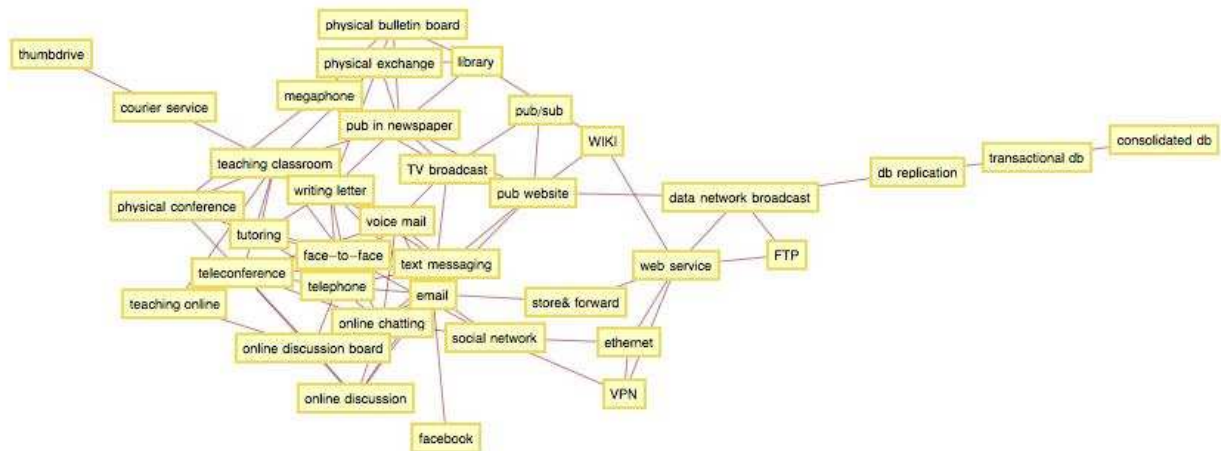 physical bulletin board
thumbdrive
physical exchange
library
megaphone
courier service
pub/sub
pub in newspaper
WIKI
consolidated db
transactional db
teaching classroom
TV broadcast
db replication
writing letter
pub website
data network broadcast
physical conference
voice mail
tutoring
face-to-face
text messaging
web service
FTP
teleconference
telephone
email
teaching online
store& forward
online chatting
social network
ethernet
online discussion board
online discussion
VPN
facebook